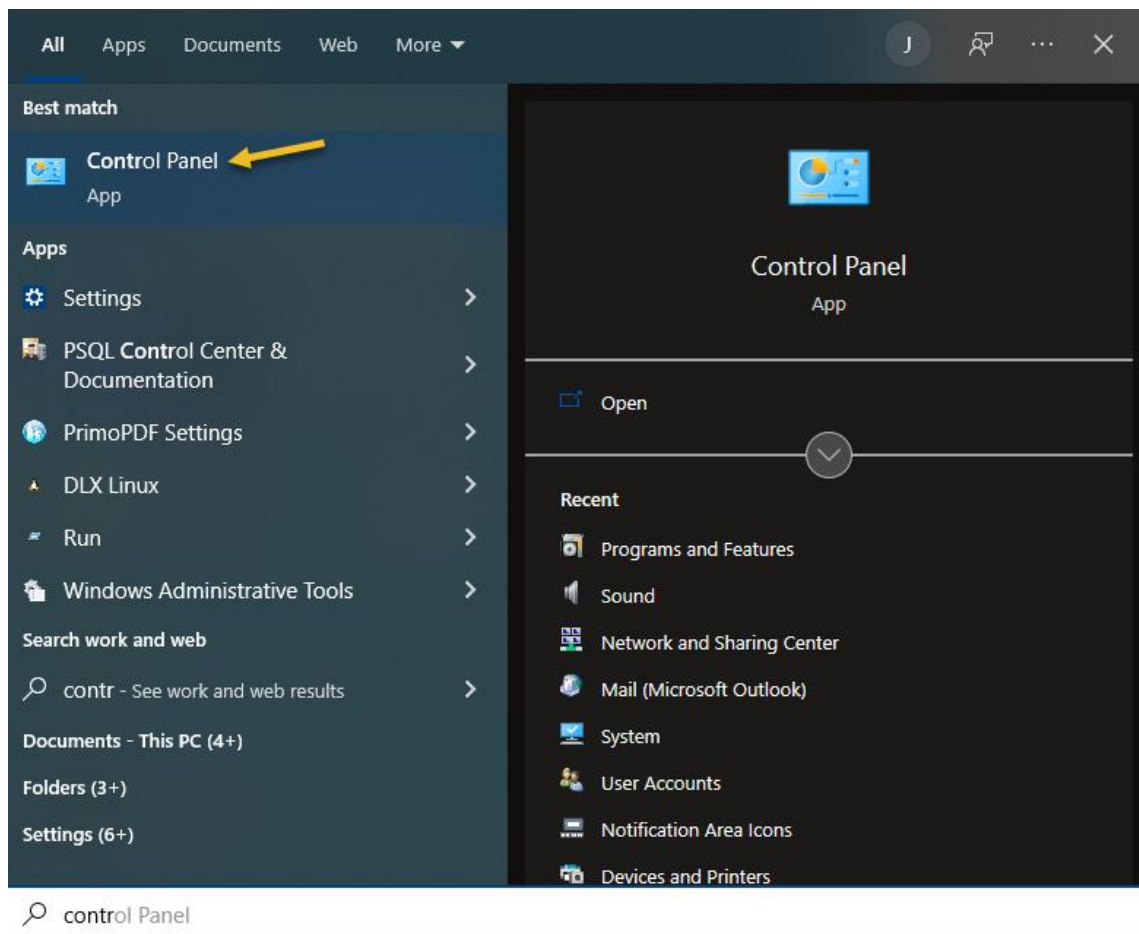 All Apps Documents Web More J
Best match
Control Panel
App
Apps
Settings
PSQL Control Center &
Documentation
PrimoPDF Settings
DLX Linux
Run
Windows Administrative Tools
Search work and web
contr - See work and web results
Documents - This PC (4+)
Folders (3+)
Settings (6+)
Control Panel
App
Open
Recent
Programs and Features
Sound
Network and Sharing Center
Mail (Microsoft Outlook)
System
User Accounts
Notification Area Icons
Devices and Printers
control Panel